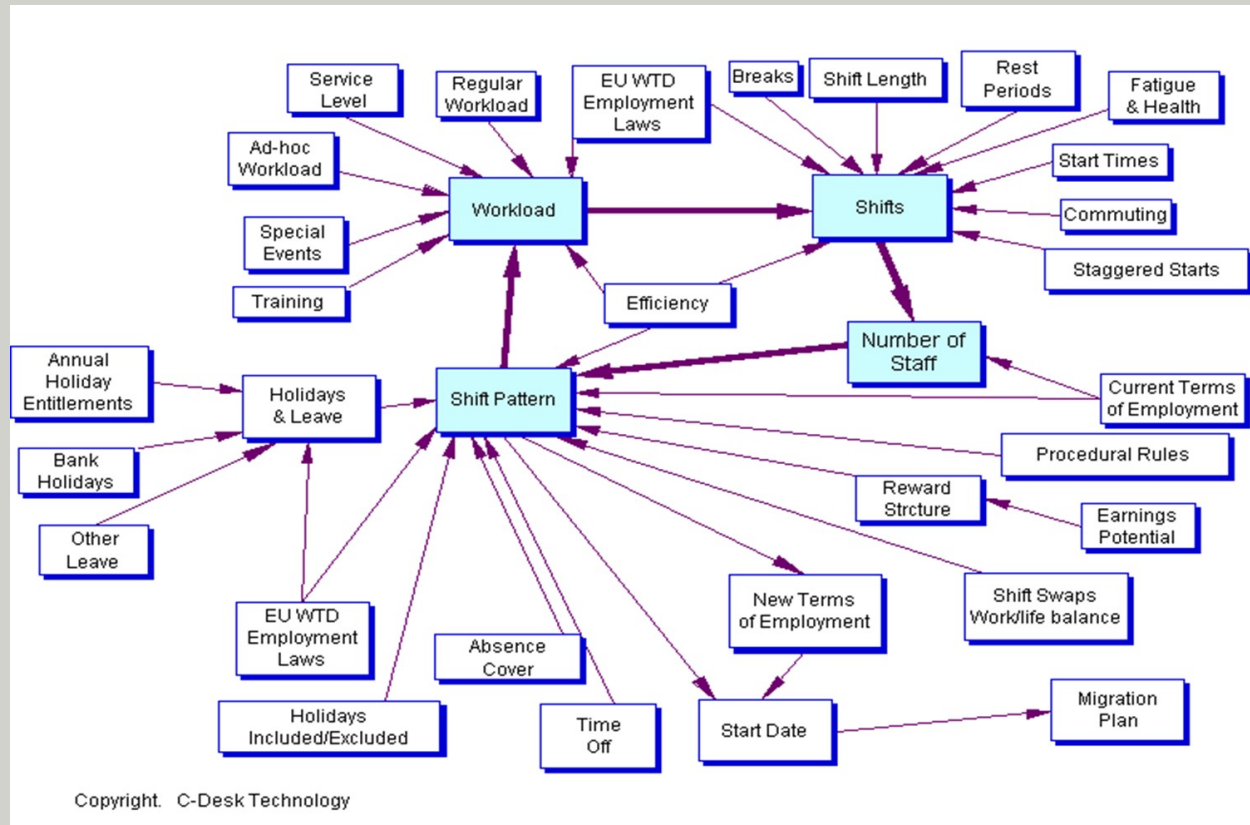 Service
Level
Regular
Workload
EU WTD
Employment
Laws
Breaks
Shift Length
Rest
Periods
Fatigue
& Health
Ad-hoc
Workload
Start Times
Workload
Shifts
Commuting
Special
Events
Staggered Starts
Training
Efficiency
Number of
Staff
Annual
Holiday
Entitlements
Holidays
& Leave
Shift Pattern
Current Terms
of Employment
Bank
Holidays
Procedural Rules
Reward
Strcture
Earnings
Potential
Other
Leave
EU WTD
Employment
Laws
Absence
Cover
New Terms
of Employment
Shift Swaps
Work/life balance
Holidays
Included/Excluded
Time
Off
Start Date
Migration
Plan
Copyright. C-Desk Technology